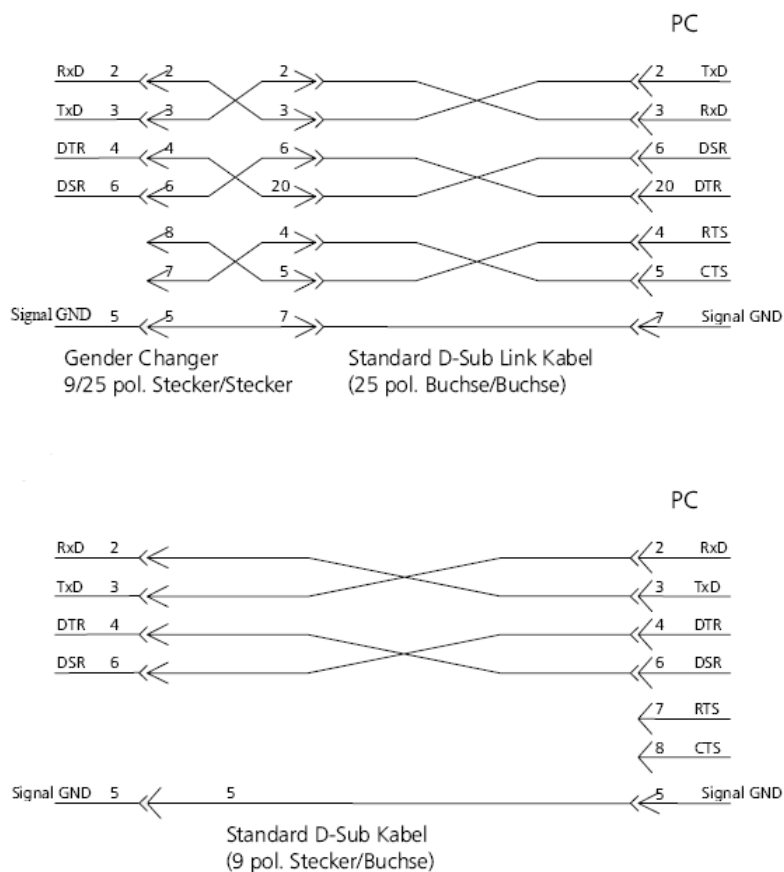 PC
RxD 2 2 2 2 TxD
TxD 3 3 3 3 RxD
DTR 4 4 6 6 DSR
DSR 6 6 20 20 DTR
8 4 4 RTS
7 5 5 CTS
Signal GND 5 5 7 7 Signal GND
Gender Changer
9/25 pol. Stecker/Stecker
Standard D-Sub Link Kabel
(25 pol. Buchse/Buchse)
PC
RxD 2 2 RxD
TxD 3 3 TxD
DTR 4 4 DTR
DSR 6 6 DSR
7 RTS
8 CTS
Signal GND 5 5 5 Signal GND
Standard D-Sub Kabel
(9 pol. Stecker/Buchse)